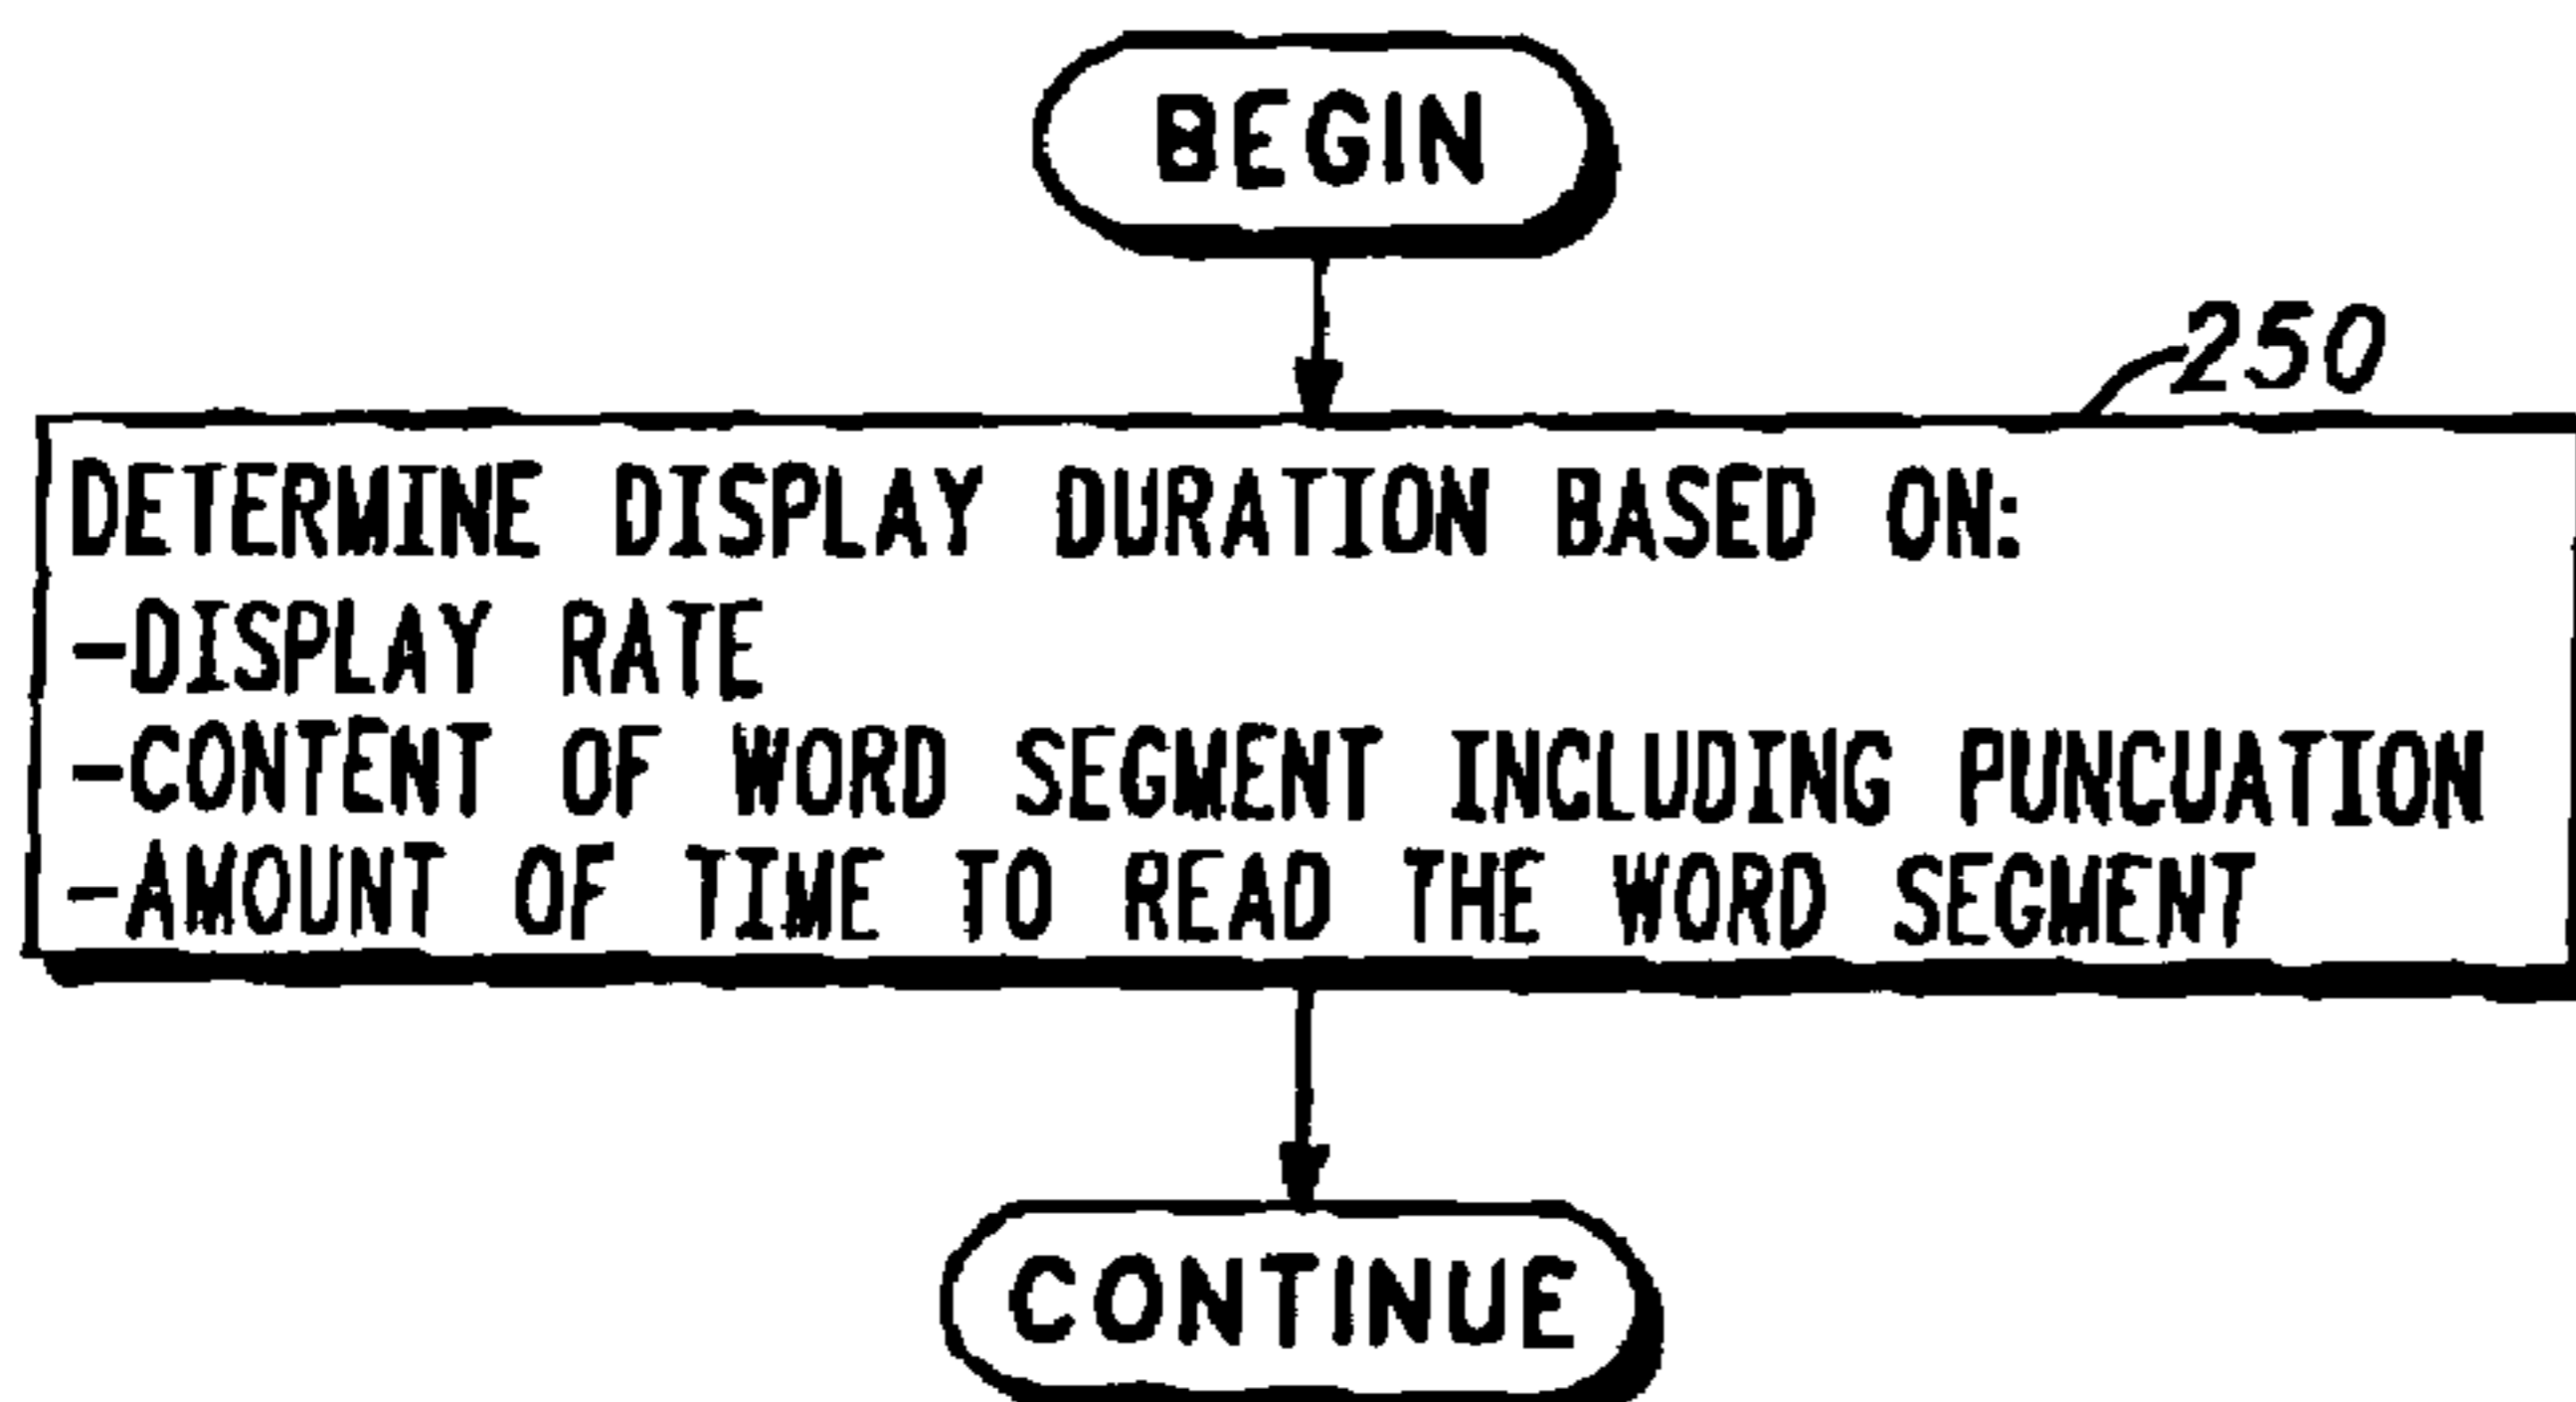 BEGIN
250
DETERMINE DISPLAY DURATION BASED ON:
-DISPLAY RATE
-CONTENT OF WORD SEGMENT INCLUDING PUNCUATION
-AMOUNT OF TIME TO READ THE WORD SEGMENT
CONTINUE